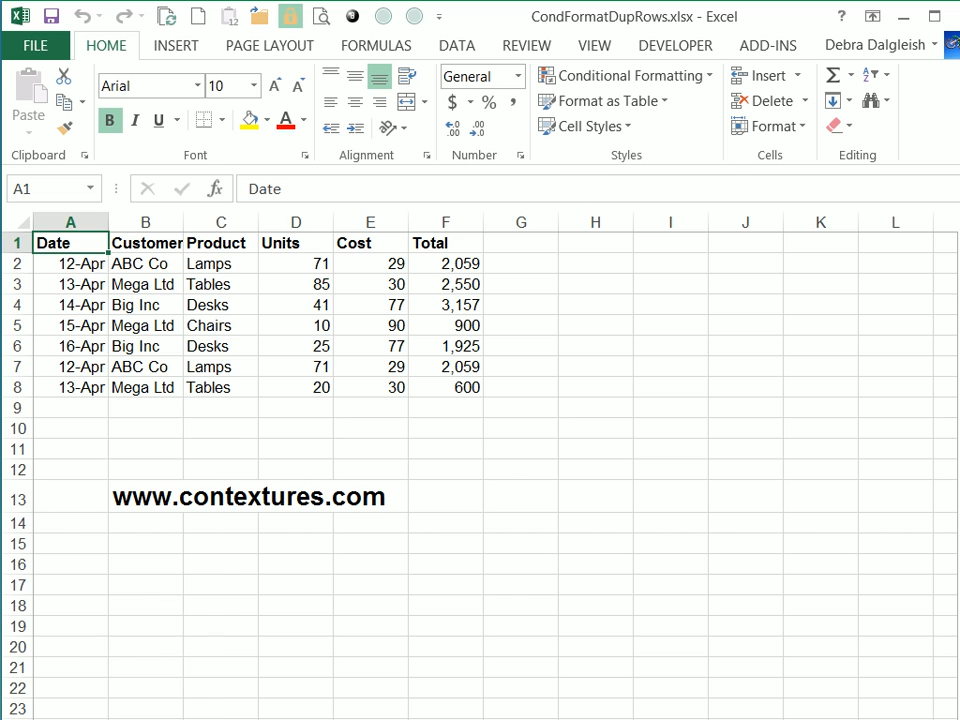 CondFormatDupRows.xlsx - Excel
?
FILE HOME INSERT PAGE LAYOUT FORMULAS DATA REVIEW VIEW DEVELOPER ADD-INS Debra Dalgleish
Paste
Arial 10
B I U A
General
$ % ,
Conditional Formatting
Format as Table
Cell Styles
Insert
Delete
Format
Clipboard Font Alignment Number Styles Cells Editing
A1 fx Date
A B C D E F G H I J K L
1 Date Customer Product Units Cost Total
2 12-Apr ABC Co Lamps 71 29 2,059
3 13-Apr Mega Ltd Tables 85 30 2,550
4 14-Apr Big Inc Desks 41 77 3,157
5 15-Apr Mega Ltd Chairs 10 90 900
6 16-Apr Big Inc Desks 25 77 1,925
7 12-Apr ABC Co Lamps 71 29 2,059
8 13-Apr Mega Ltd Tables 20 30 600
9
10
11
12
13 www.contextures.com
14
15
16
17
18
19
20
21
22
23